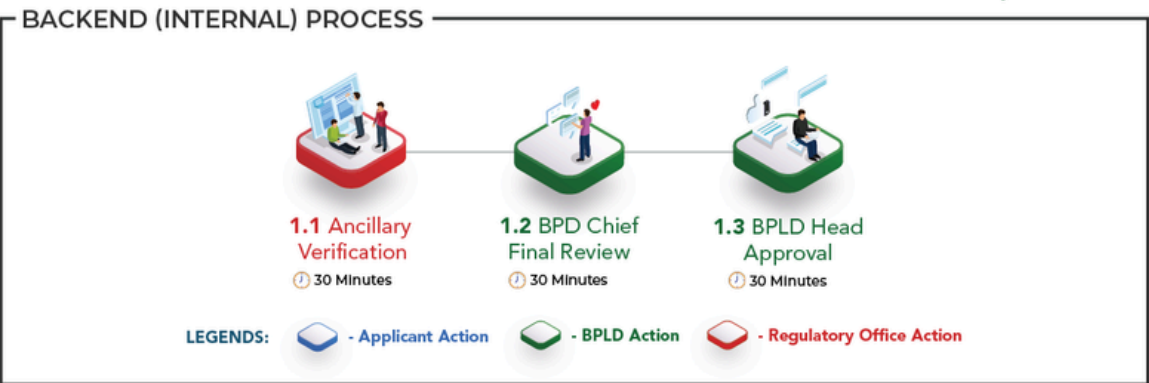 BACKEND (INTERNAL) PROCESS
1.1 Ancillary
Verification
30 Minutes
1.2 BPD Chief
Final Review
30 Minutes
1.3 BPLD Head
Approval
30 Minutes
LEGENDS:
- Applicant Action
- BPLD Action
- Regulatory Office Action